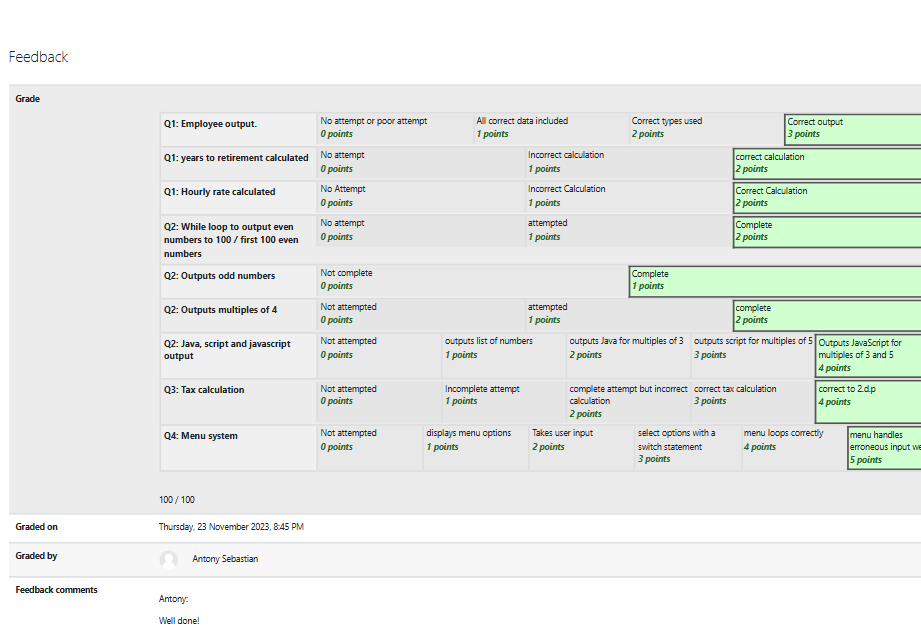 Feedback
Grade
Q1: Employee output.
No attempt or poor attempt
0 points
All correct data included
1 points
Correct types used
2 points
Correct output
3 points
Q1: years to retirement calculated
No attempt
0 points
Incorrect calculation
1 points
correct calculation
2 points
Q1: Hourly rate calculated
No Attempt
0 points
Incorrect Calculation
1 points
Correct Calculation
2 points
Q2: While loop to output even
numbers to 100 / first 100 even
numbers
No attempt
0 points
attempted
1 points
Complete
2 points
Q2: Outputs odd numbers
Not complete
0 points
Complete
1 points
Q2: Outputs multiples of 4
Not attempted
0 points
attempted
1 points
complete
2 points
Q2: Java, script and javascript
output
Not attempted
0 points
outputs list of numbers
1 points
outputs Java for multiples of 3
2 points
outputs script for multiples of 5
3 points
Outputs JavaScript for
multiples of 3 and 5
4 points
Q3: Tax calculation
Not attempted
0 points
Incomplete attempt
1 points
complete attempt but incorrect
calculation
2 points
correct tax calculation
3 points
correct to 2.d.p
4 points
Q4: Menu system
Not attempted
0 points
displays menu options
1 points
Takes user input
2 points
select options with a
switch statement
3 points
menu loops correctly
4 points
menu handles
erroneous input we
5 points
100 / 100
Graded on
Thursday, 23 November 2023, 8:45 PM
Graded by
Antony Sebastian
Feedback comments
Antony:
Well done!